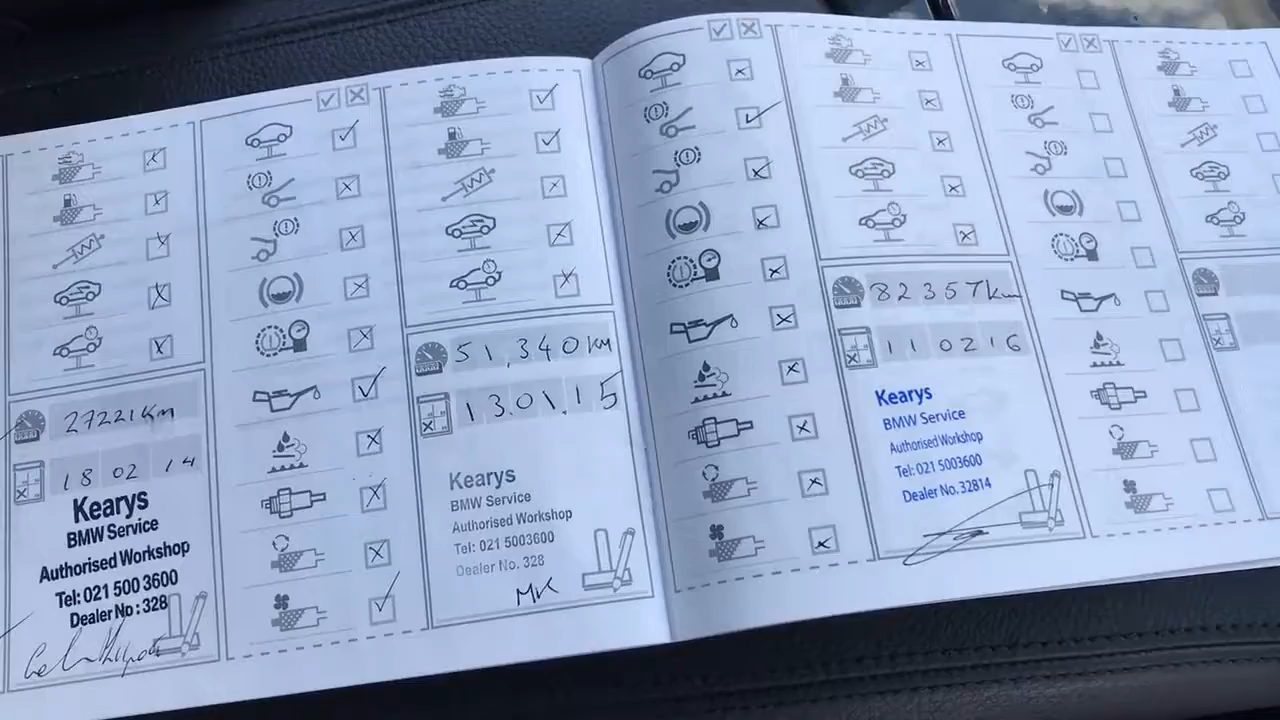 27221Km
18 02 14
Kearys
BMW Service
Authorised Workshop
Tel: 021 500 3600
Dealer No : 328
51,340KM
13.01.15
Kearys
BMW Service
Authorised Workshop
Tel: 021 5003600
Dealer No. 328
MK
82357km
11 02 16
Kearys
BMW Service
Authorised Workshop
Tel: 021 5003600
Dealer No. 32814